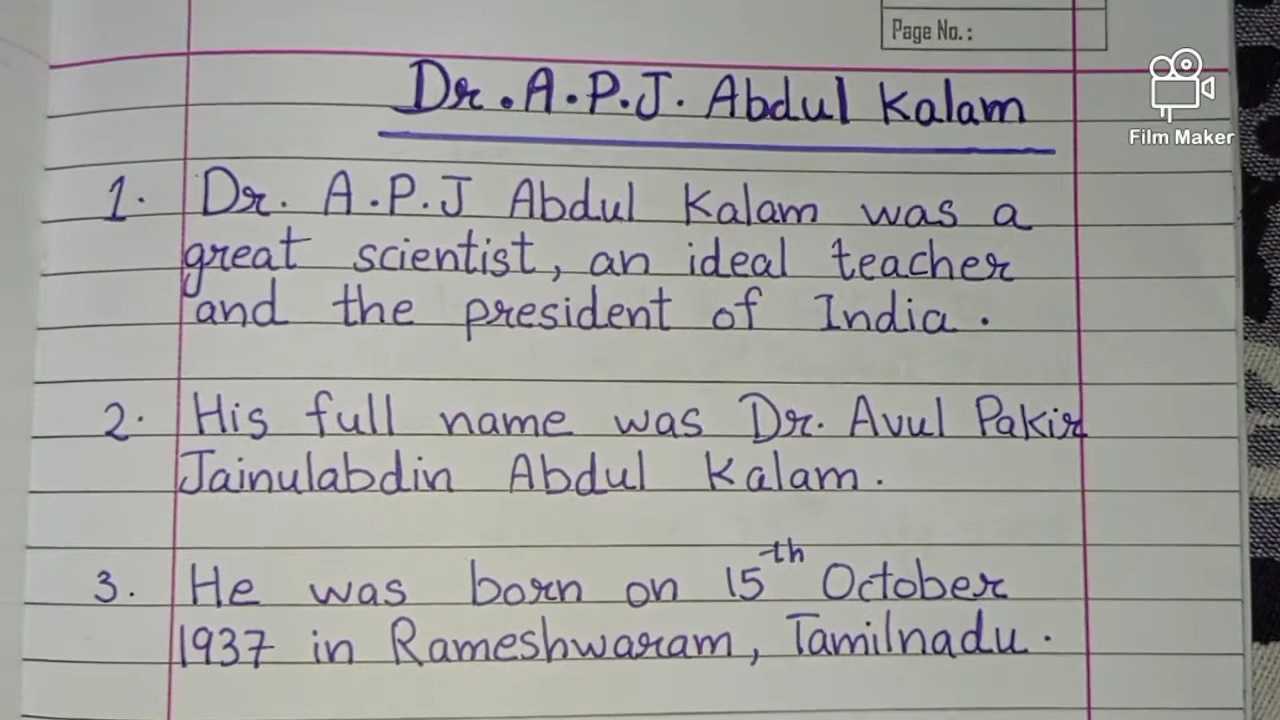 Page No.:
Dr. A.P.J. Abdul Kalam
Film Maker
1. Dr. A.P.J Abdul Kalam was a
great scientist, an ideal teacher
and the president of India.
2. His full name was Dr. Avul Pakir
Jainulabdin Abdul Kalam.
3. He was born on 15th October
1937 in Rameshwaram, Tamilnadu.